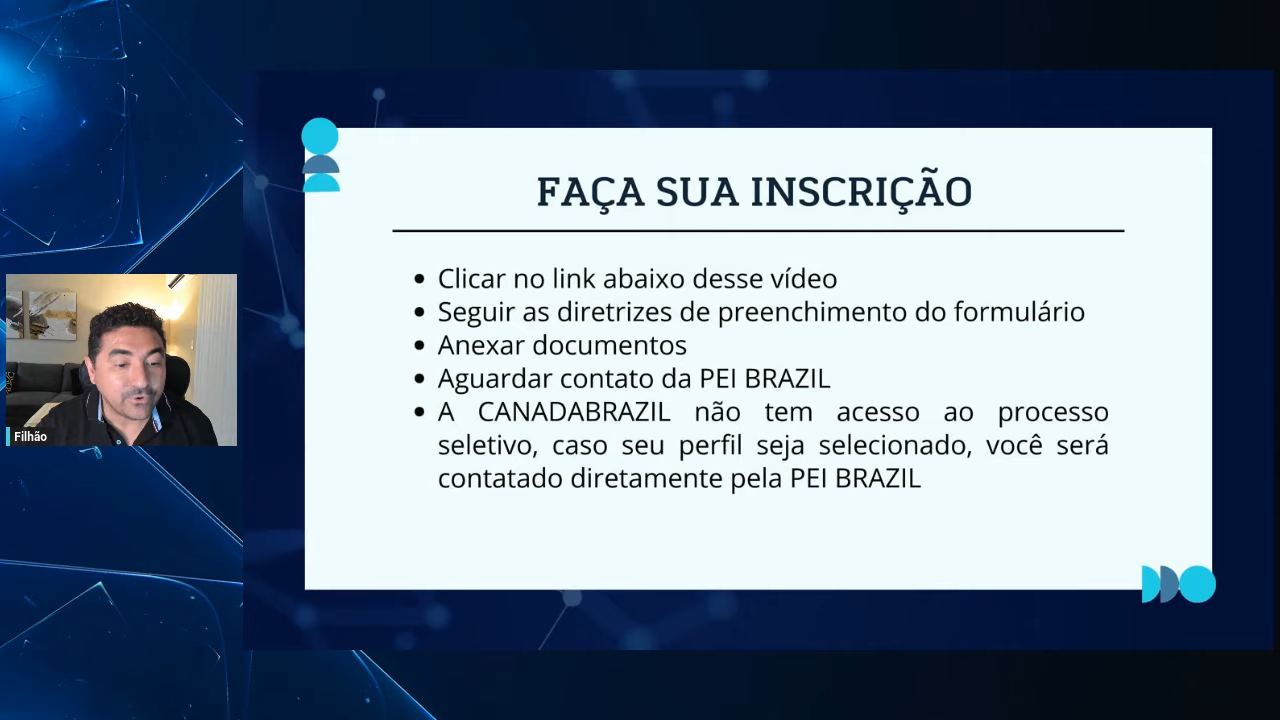 FAÇA SUA INSCRIÇÃO
• Clicar no link abaixo desse vídeo
• Seguir as diretrizes de preenchimento do formulário
• Anexar documentos
• Aguardar contato da PEI BRAZIL
• A CANADABRAZIL não tem acesso ao processo
seletivo, caso seu perfil seja selecionado, você será
contatado diretamente pela PEI BRAZIL
Filhão